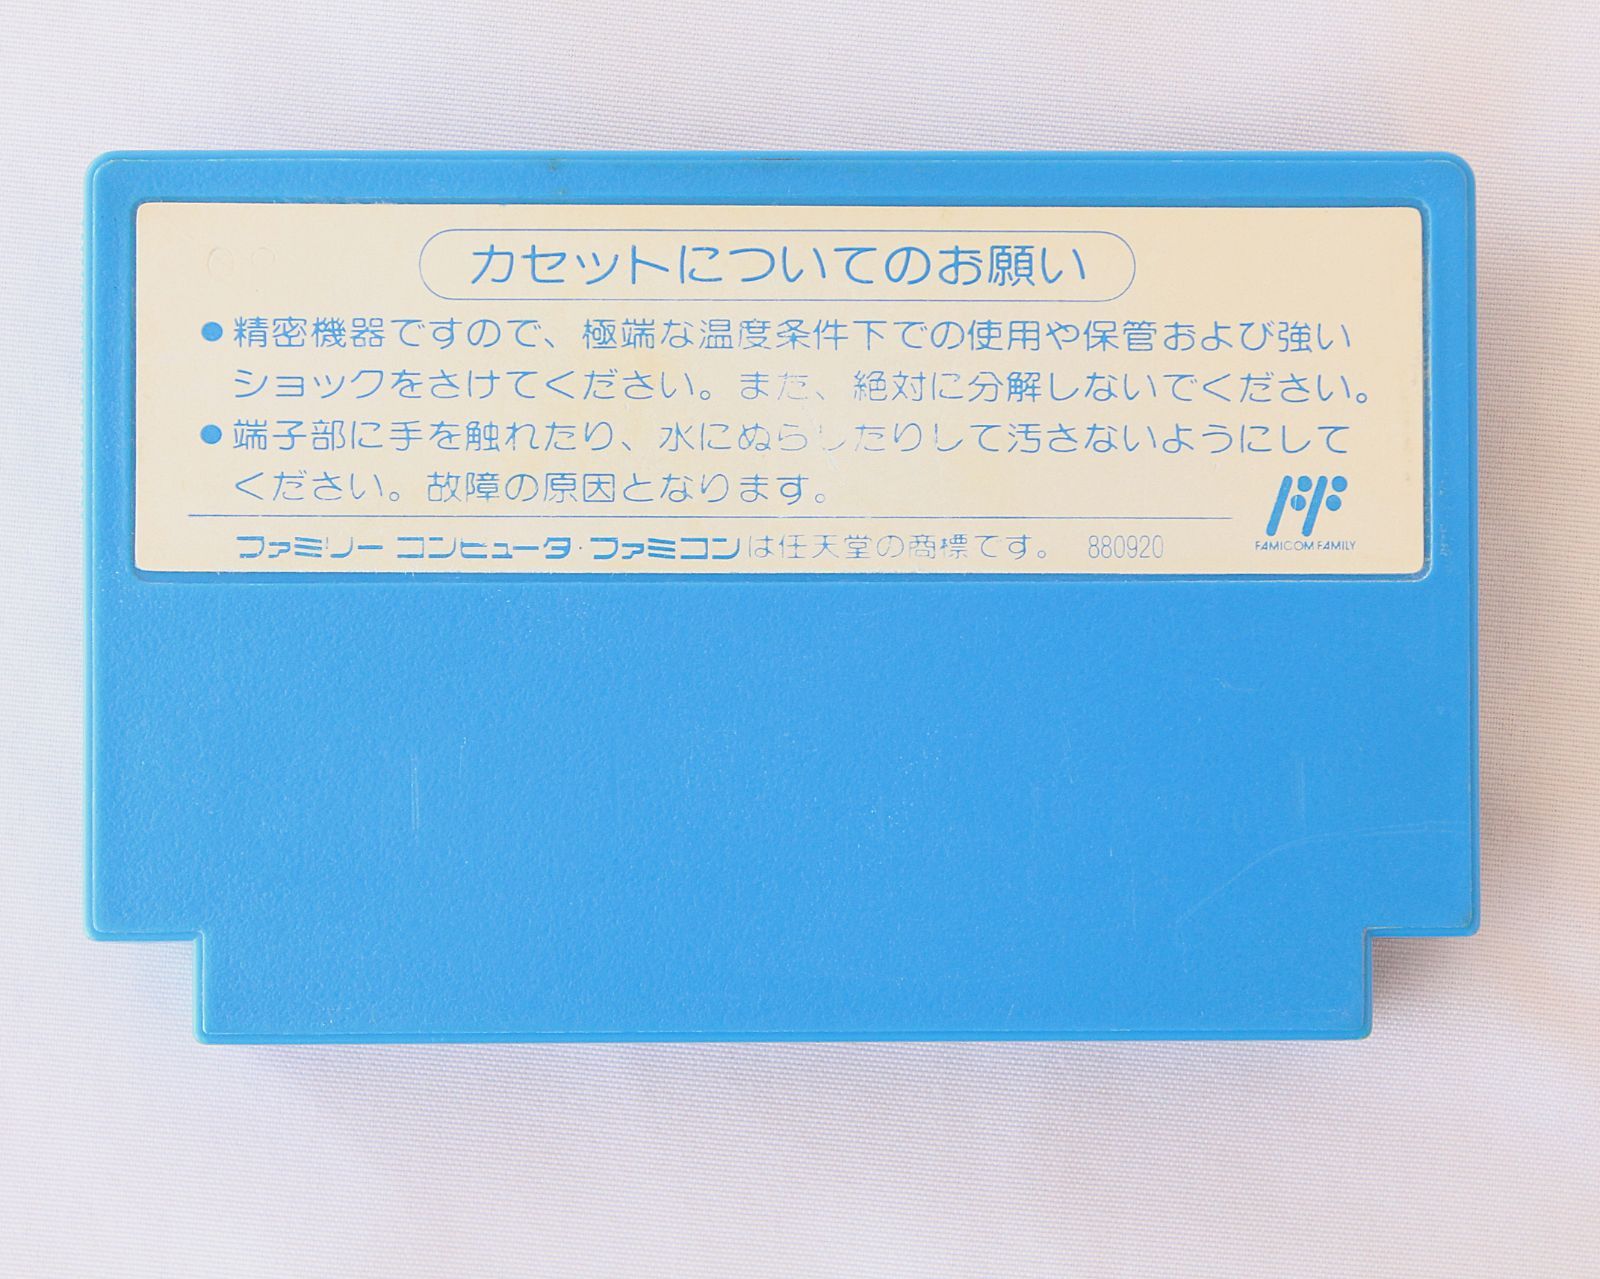 カセットについてのお願い
●精密機器ですので、極端な温度条件下での使用や保管および強い
ショックをさけてください。また、絶対に分解しないでください。
●端子部に手を触れたり、水にぬらしたりして汚さないようにして
ください。故障の原因となります。
ファミリー コンピュータ・ファミコンは任天堂の商標です。 880920
FAMICOM FAMILY